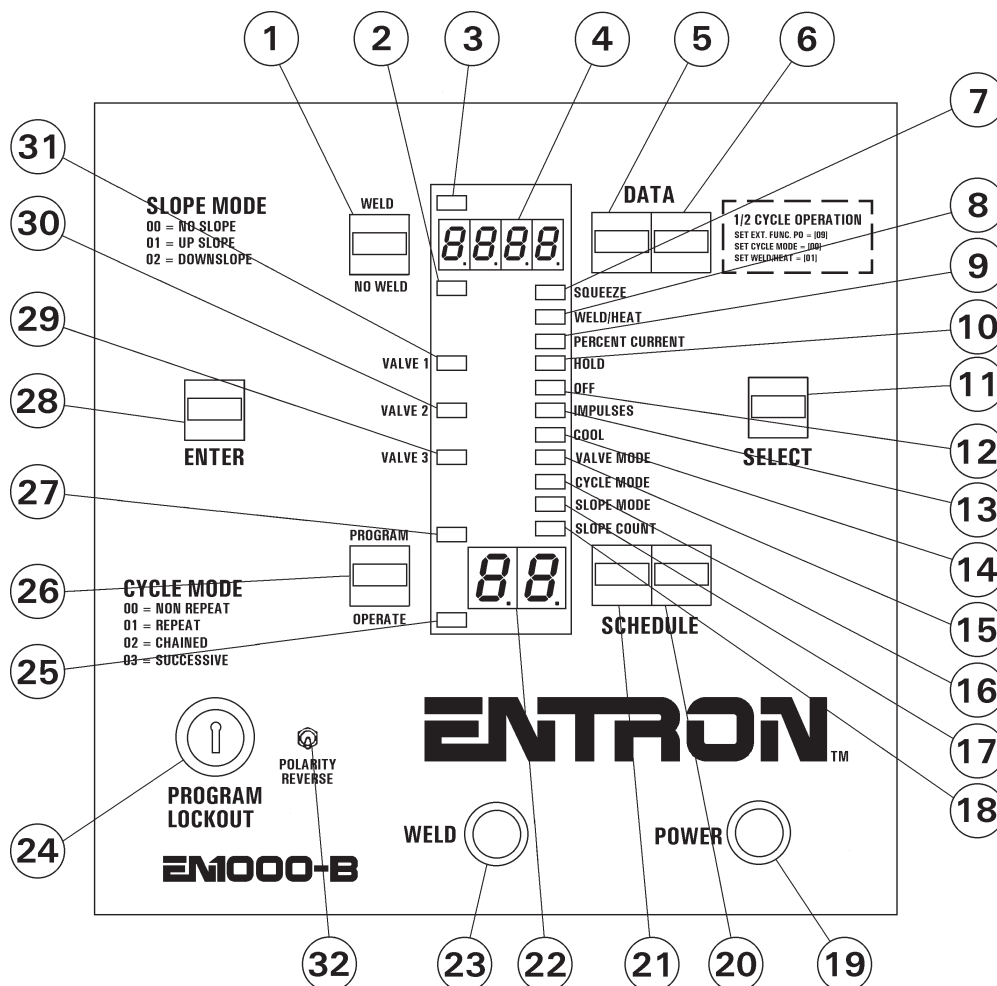 1
2
3
4
5
6
7
8
9
10
11
12
13
14
15
16
17
18
19
20
21
22
23
24
25
26
27
28
29
30
31
32
SLOPE MODE
00 = NO SLOPE
01 = UP SLOPE
02 = DOWNSLOPE
WELD
NO WELD
8.8.8.8.
DATA
1/2 CYCLE OPERATION
SET EXT. FUNC. PO = [09]
SET CYCLE MODE = [00]
SET WELD/HEAT = [01]
SQUEEZE
WELD/HEAT
PERCENT CURRENT
HOLD
OFF
IMPULSES
COOL
VALVE MODE
CYCLE MODE
SLOPE MODE
SLOPE COUNT
VALVE 1
VALVE 2
VALVE 3
ENTER
SELECT
PROGRAM
OPERATE
8.8.
SCHEDULE
CYCLE MODE
00 = NON REPEAT
01 = REPEAT
02 = CHAINED
03 = SUCCESSIVE
ENTRON TM
POLARITY
REVERSE
PROGRAM
LOCKOUT
WELD
POWER
EN1000-B